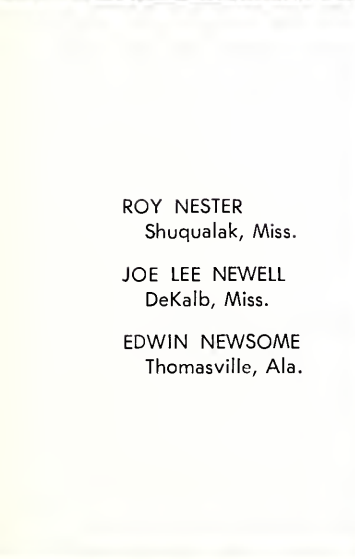 ROY NESTER
Shuqualak, Miss.
JOE LEE NEWELL
DeKalb, Miss.
EDWIN NEWSOME
Thomasville, Ala.